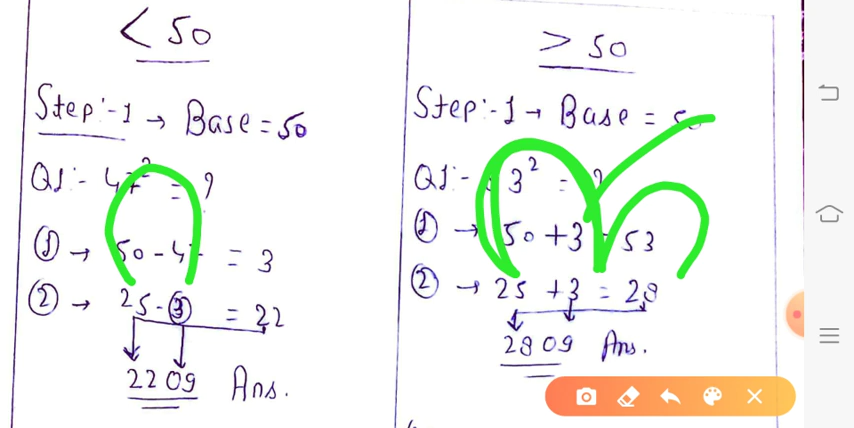 < 50
Step:-1 → Base = 50
Q1:- 47² = ?
① → 50 - 47 = 3
② → 25 - ③ = 22
2209 Ans.
> 50
Step:-1 → Base =
Q1:- 3² = ?
① → 50 + 3 = 53
② → 25 + 3 = 28
2809 Ans.